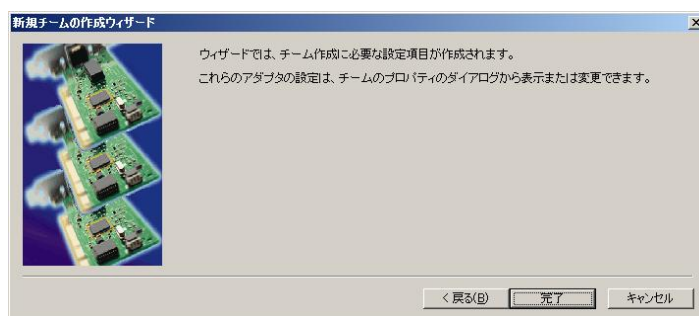 新規チームの作成ウィザード
ウィザードでは、チーム作成に必要な設定項目が作成されます。
これらのアダプタの設定は、チームのプロパティのダイアログから表示または変更できます。
< 戻る(B)
完了
キャンセル